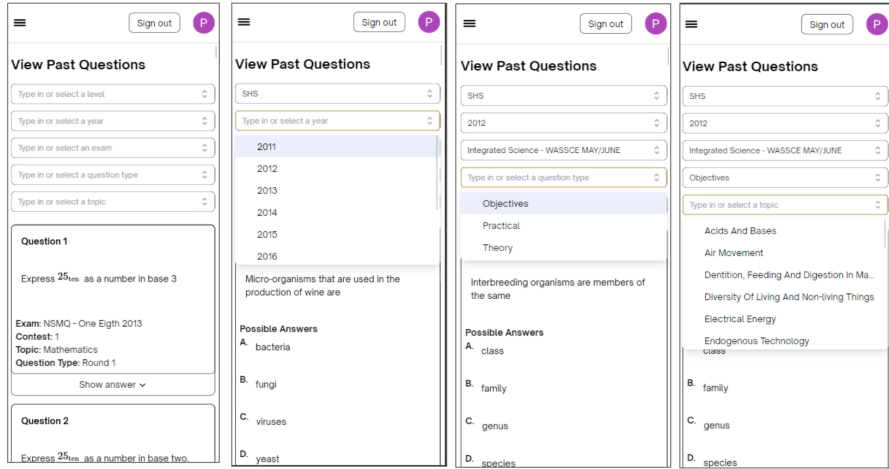 Sign out
P
View Past Questions
Type in or select a level
Type in or select a year
Type in or select an exam
Type in or select a question type
Type in or select a topic
Question 1
Express 25ten as a number in base 3
Exam: NSMQ - One Eigth 2013
Contest: 1
Topic: Mathematics
Question Type: Round 1
Show answer
Question 2
Express 25ten as a number in base two.
Sign out
P
View Past Questions
SHS
Type in or select a year
2011
2012
2013
2014
2015
2016
Micro-organisms that are used in the
production of wine are
Possible Answers
A. bacteria
B. fungi
C. viruses
D. yeast
Sign out
P
View Past Questions
SHS
2012
Integrated Science - WASSCE MAY/JUNE
Type in or select a question type
Objectives
Practical
Theory
Interbreeding organisms are members of
the same
Possible Answers
A. class
B. family
C. genus
D. species
Sign out
P
View Past Questions
SHS
2012
Integrated Science - WASSCE MAY/JUNE
Objectives
Type in or select a topic
Acids And Bases
Air Movement
Dentition, Feeding And Digestion In Ma...
Diversity Of Living And Non-living Things
Electrical Energy
Endogenous Technology
class
B. family
C. genus
D. species